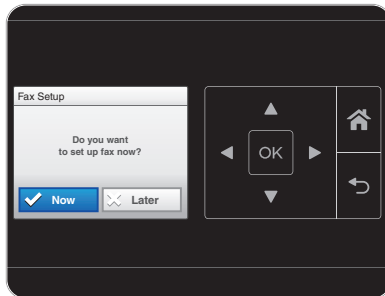 Fax Setup
Do you want
to set up fax now?
Now
Later
OK